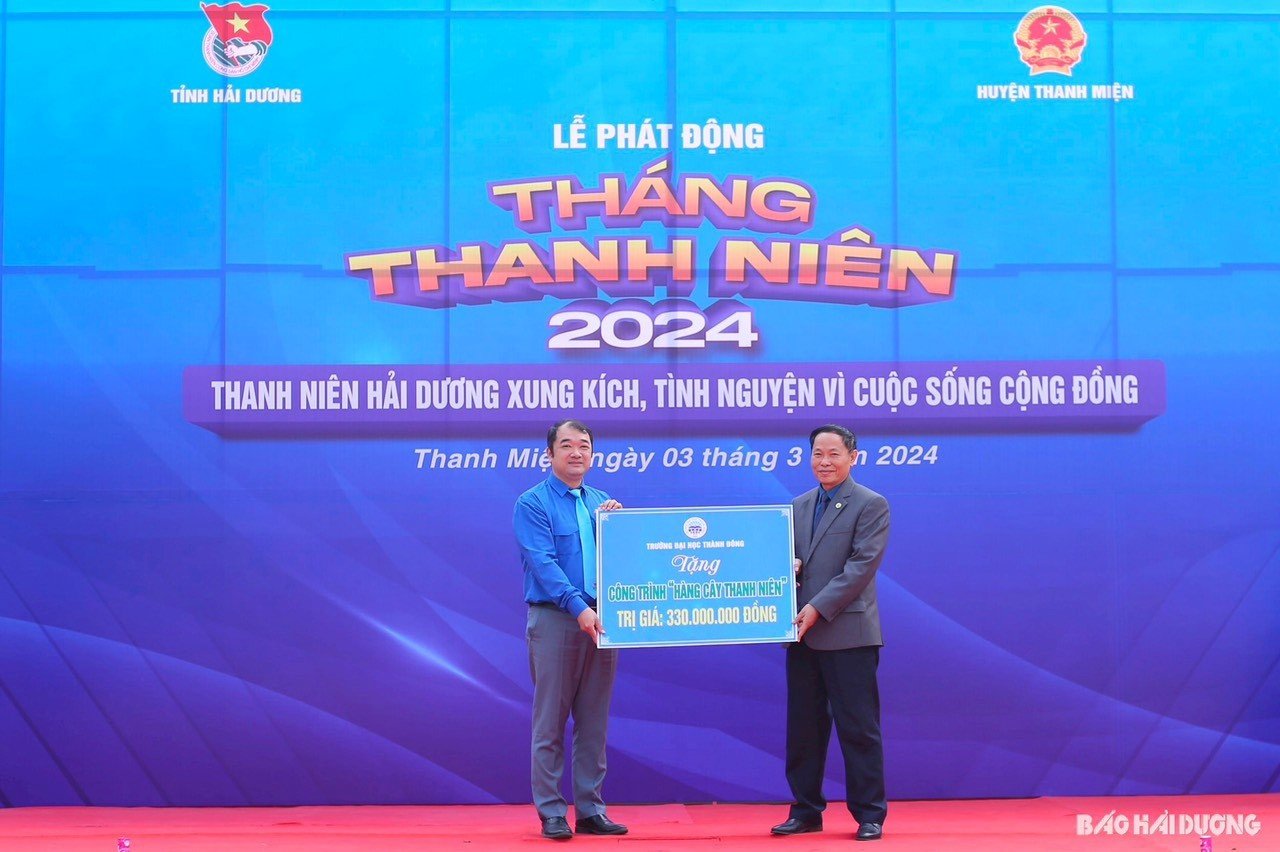 TỈNH HẢI DƯƠNG
HUYỆN THANH MIỆN
LỄ PHÁT ĐỘNG
THÁNG
THANH NIÊN
2024
THANH NIÊN HẢI DƯƠNG XUNG KÍCH, TÌNH NGUYỆN VÌ CUỘC SỐNG CỘNG ĐỒNG
Thanh Miện, ngày 03 tháng 3 năm 2024
TRƯỜNG ĐẠI HỌC THÀNH ĐÔNG
Tặng
CÔNG TRÌNH "HÀNG CÂY THANH NIÊN"
TRỊ GIÁ: 330.000.000 ĐỒNG
BÁO HẢI DƯƠNG